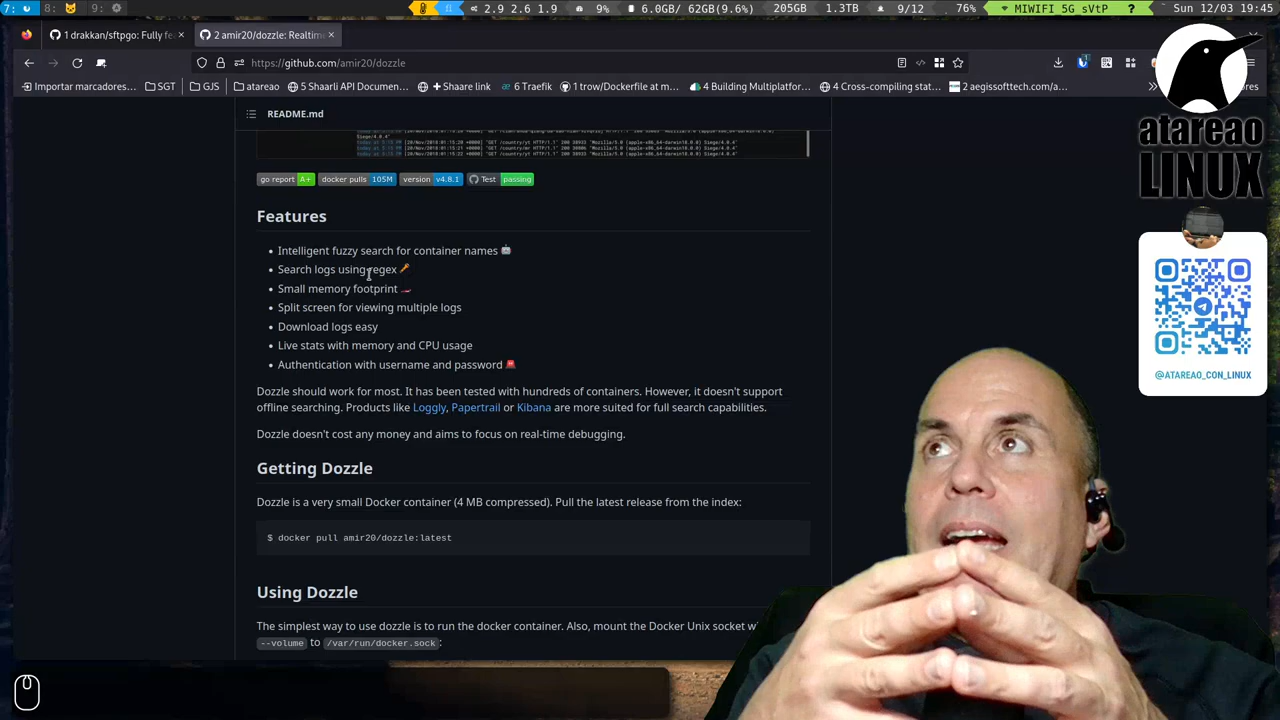 7: 8: 9: 2.9 2.6 1.9 9% 6.0GB/ 62GB(9.6%) 205GB 1.3TB 9/12 76% MIWIFI_5G_sVtP ? Sun 12/03 19:45
1 drakkan/sftpgo: Fully fe
2 amir20/dozzle: Realtime
https://github.com/amir20/dozzle
Importar marcadores... SGT GJS atareao 5 Shaarli API Documen... + Shaare link 6 Traefik 1 trow/Dockerfile at m... 4 Building Multiplatfor... 4 Cross-compiling stat... 2 aegissofttech.com/a...
README.md
go report A+ docker pulls 105M version v4.8.1 Test passing
Features
Intelligent fuzzy search for container names
Search logs using regex
Small memory footprint
Split screen for viewing multiple logs
Download logs easy
Live stats with memory and CPU usage
Authentication with username and password
Dozzle should work for most. It has been tested with hundreds of containers. However, it doesn't support
offline searching. Products like Loggly, Papertrail or Kibana are more suited for full search capabilities.
Dozzle doesn't cost any money and aims to focus on real-time debugging.
Getting Dozzle
Dozzle is a very small Docker container (4 MB compressed). Pull the latest release from the index:
$ docker pull amir20/dozzle:latest
Using Dozzle
The simplest way to use dozzle is to run the docker container. Also, mount the Docker Unix socket
--volume to /var/run/docker.sock:
atareao
LINUX
@ATAREAO_CON_LINUX